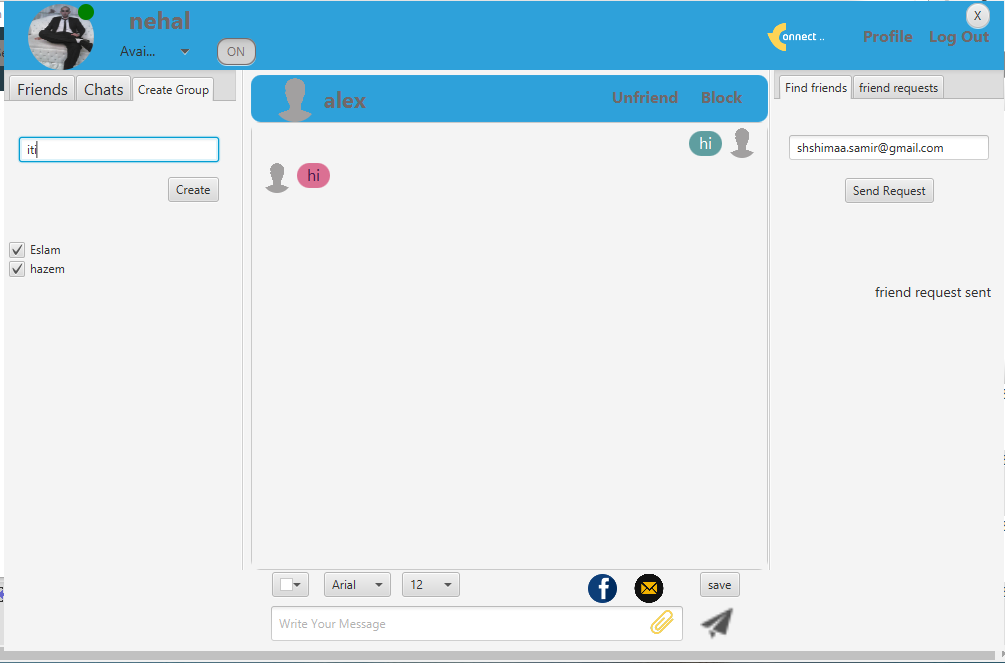 nehal
Avai...
ON
onnect ..
Profile
Log Out
X
Friends
Chats
Create Group
iti
Create
Eslam
hazem
alex
Unfriend
Block
hi
hi
Arial
12
save
Write Your Message
Find friends
friend requests
shshimaa.samir@gmail.com
Send Request
friend request sent